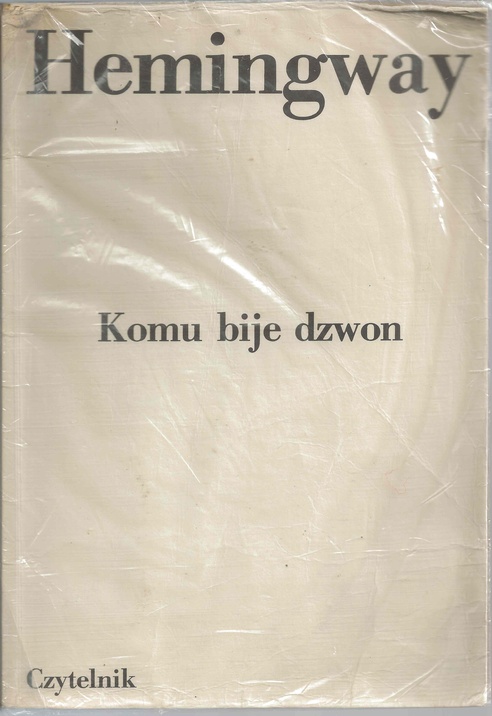 Hemingway
Komu bije dzwon
Czytelnik